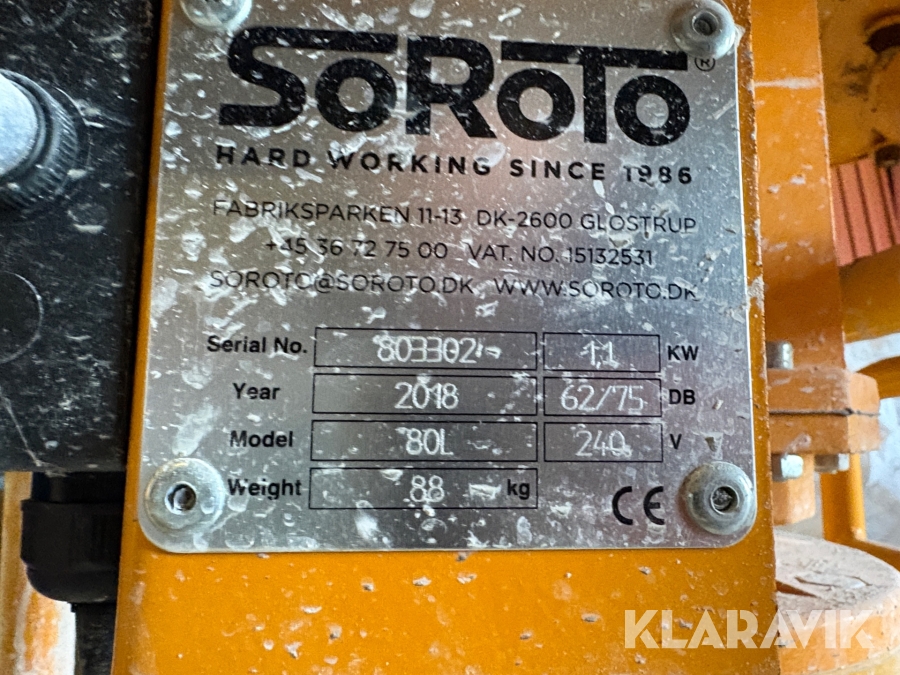 SoRoTo®
HARD WORKING SINCE 1986
FABRIKSPARKEN 11-13 DK-2600 GLOSTRUP
+45 36 72 75 00 VAT. NO. 15132531
SOROTO@SOROTO.DK WWW.SOROTO.DK
Serial No. 803302 1,1 KW
Year 2018 62/75 DB
Model 80L 240 V
Weight 88 kg CE
KLARAVIK